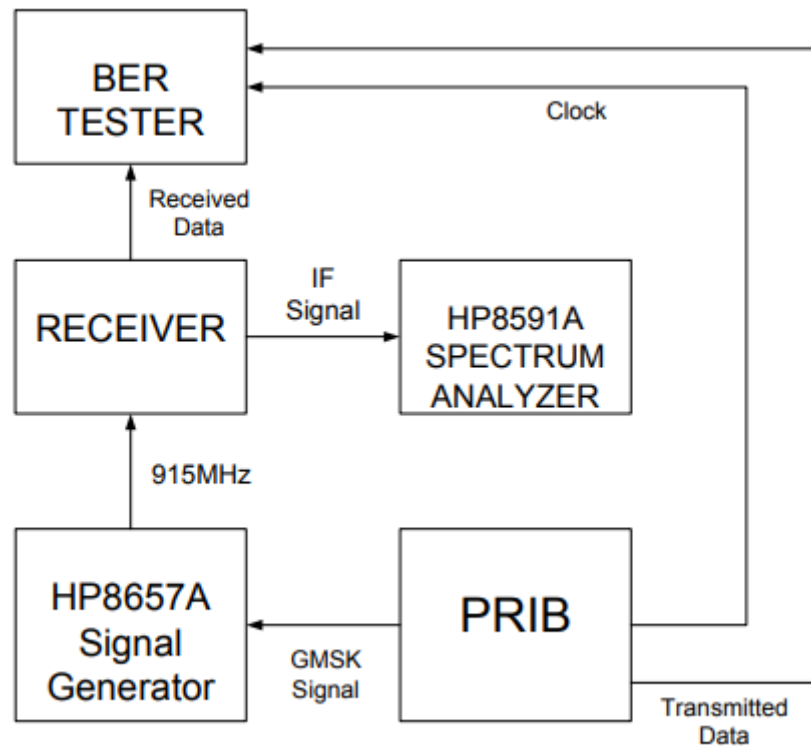 BER
TESTER
Clock
Received
Data
RECEIVER
IF
Signal
HP8591A
SPECTRUM
ANALYZER
915MHz
HP8657A
Signal
Generator
GMSK
Signal
PRIB
Transmitted
Data